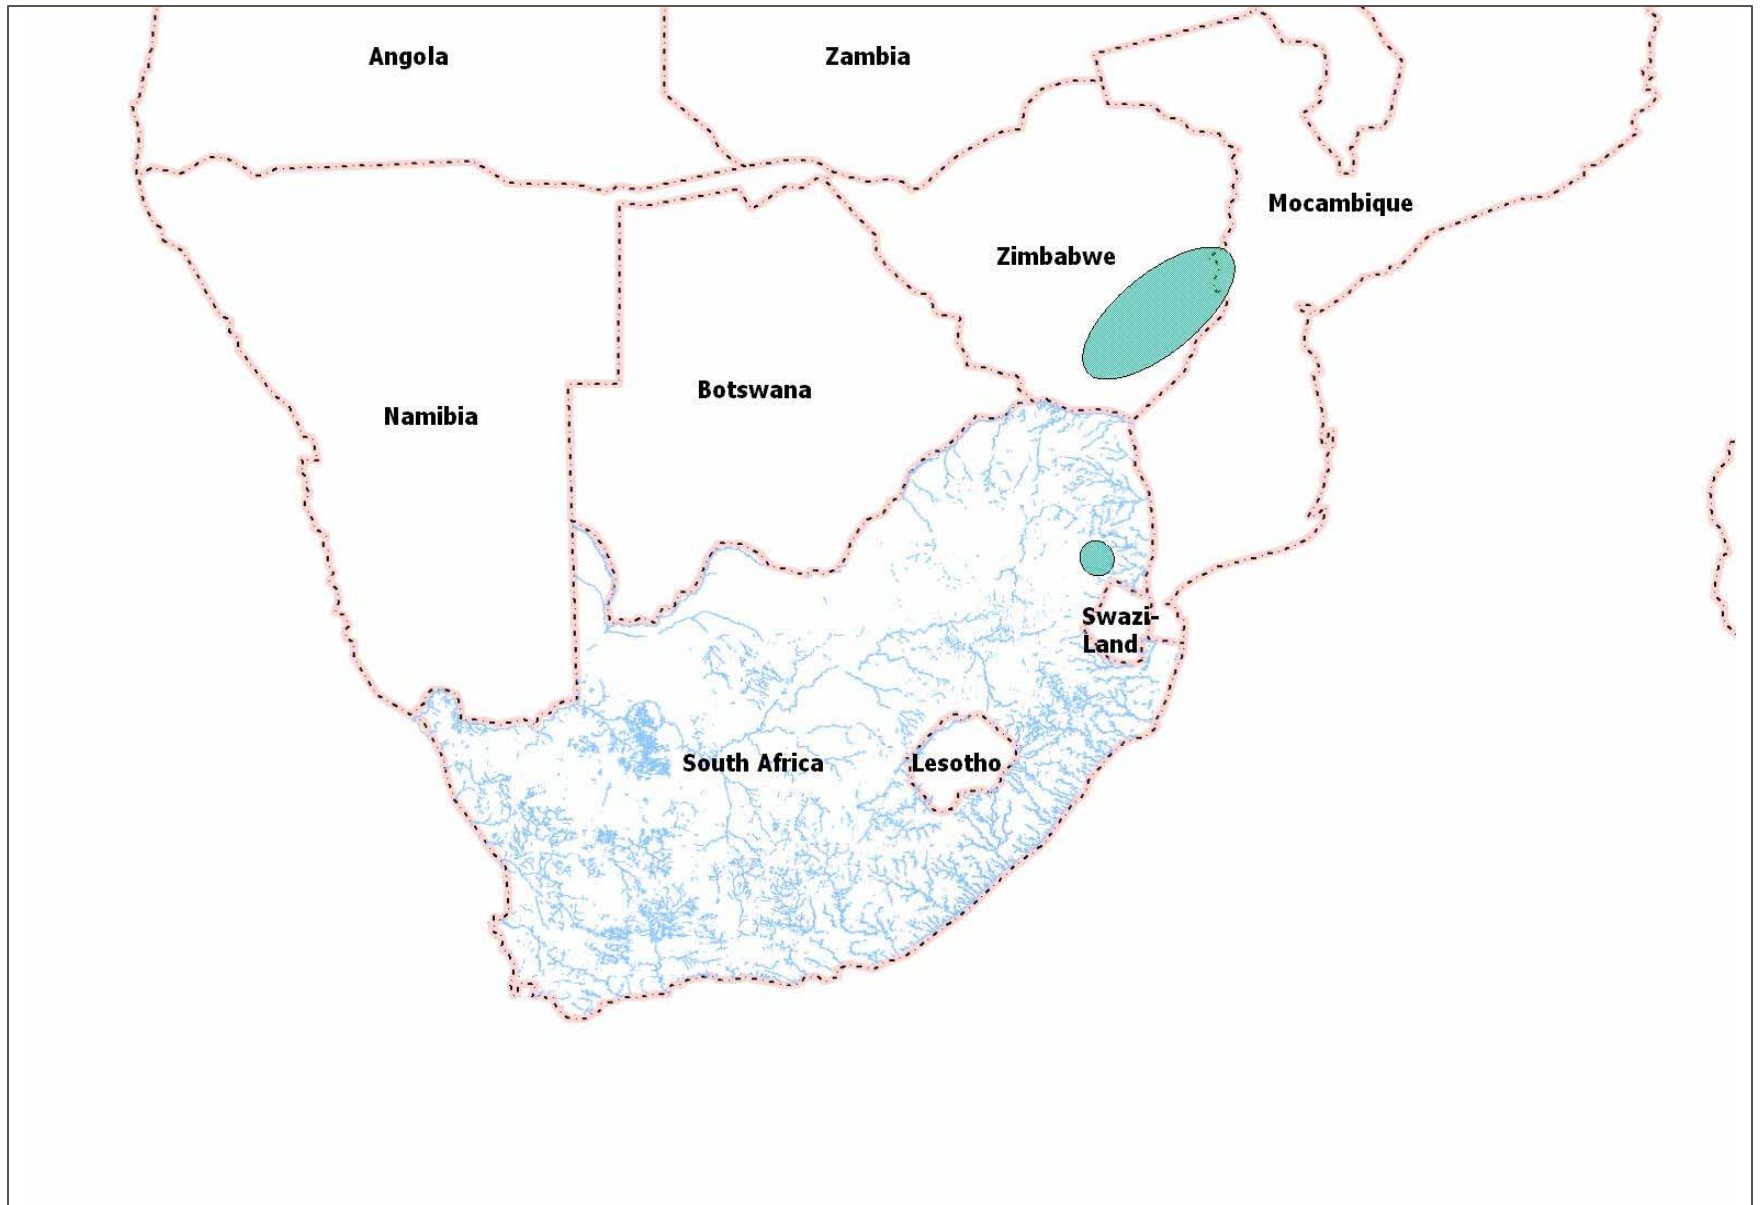 Angola
Zambia
Mocambique
Zimbabwe
Botswana
Namibia
Swazi-
Land
South Africa
Lesotho